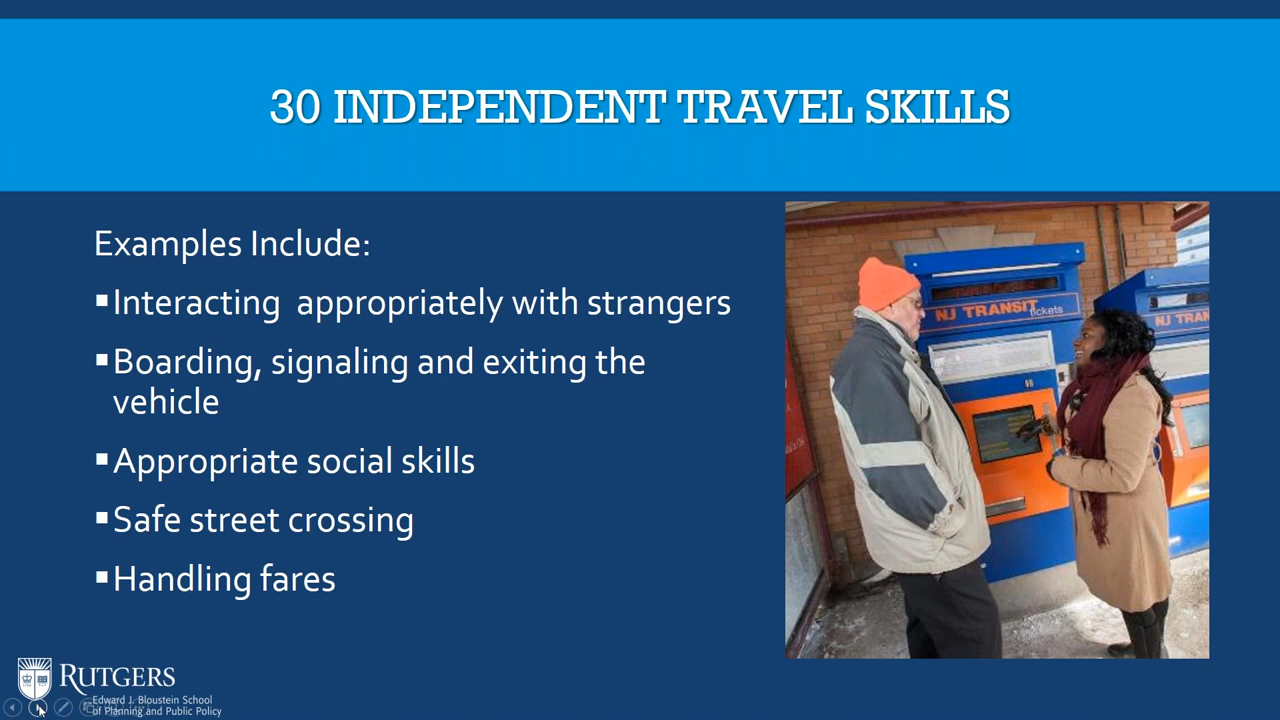 30 INDEPENDENT TRAVEL SKILLS
Examples Include:
▪Interacting  appropriately with strangers
▪Boarding, signaling and exiting the
vehicle
▪Appropriate social skills
▪Safe street crossing
▪Handling fares
NJ TRANSIT tickets
NJ TRAN
RUTGERS
Edward J. Bloustein School
of Planning and Public Policy